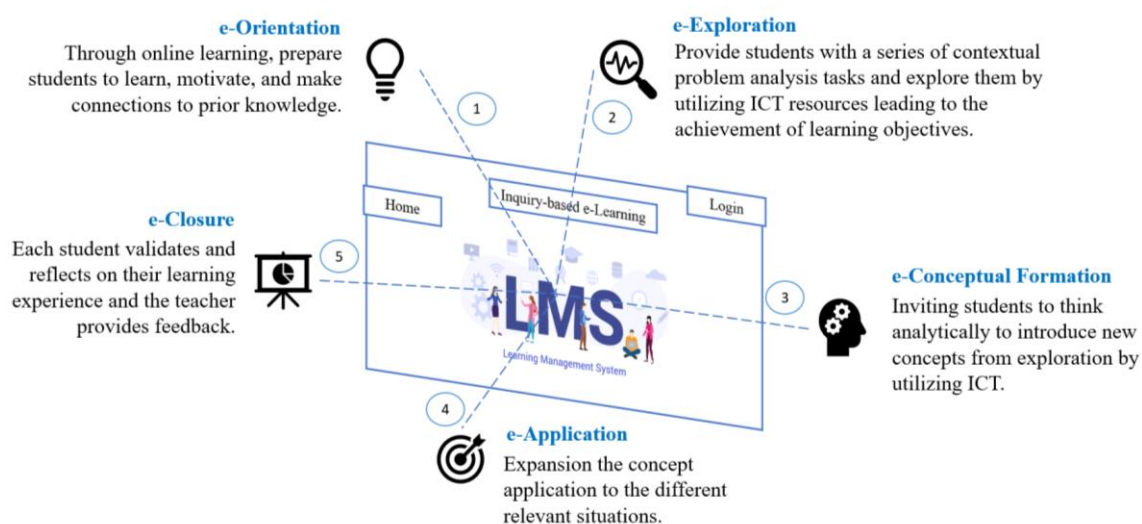 e-Orientation
Through online learning, prepare
students to learn, motivate, and make
connections to prior knowledge.
1
e-Exploration
Provide students with a series of contextual
problem analysis tasks and explore them by
utilizing ICT resources leading to the
achievement of learning objectives.
2
Home
Inquiry-based e-Learning
Login
LMS
Learning Management System
e-Conceptual Formation
Inviting students to think
analytically to introduce new
concepts from exploration by
utilizing ICT.
3
e-Application
Expansion the concept
application to the different
relevant situations.
4
e-Closure
Each student validates and
reflects on their learning
experience and the teacher
provides feedback.
5